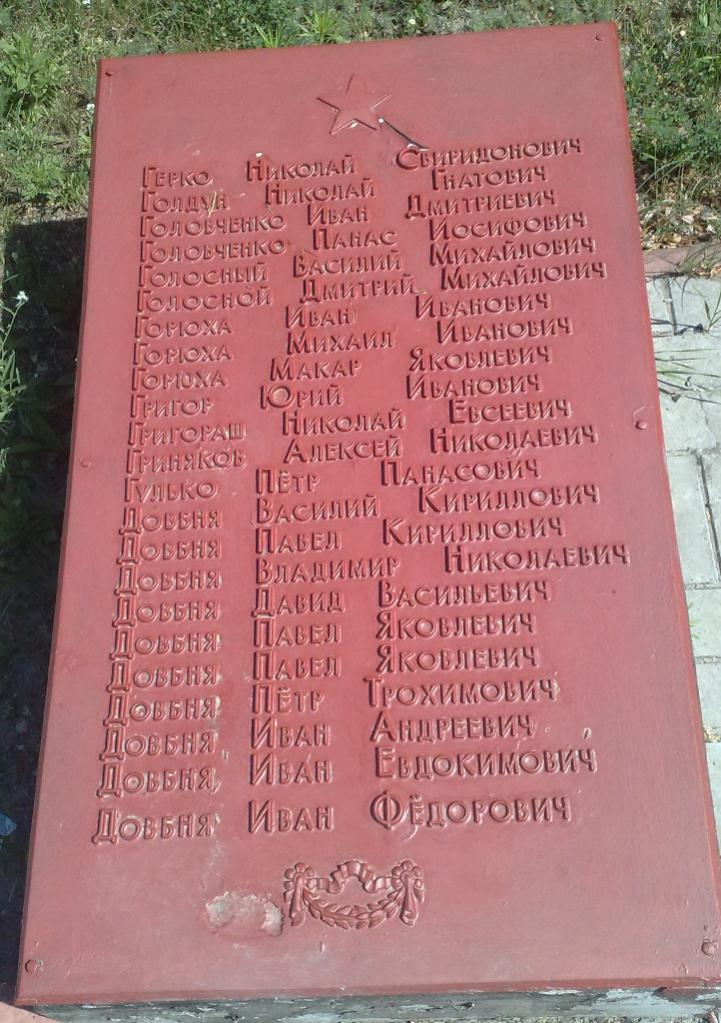 Герко Николай Свиридонович
Голдун Николай Гнатович
Головченко Иван Дмитриевич
Головченко Панас Иосифович
Голосный Василий Михайлович
Голосной Дмитрий Михайлович
Горюха Иван Иванович
Горюха Михаил Иванович
Горюха Макар Яковлевич
Григор Юрий Иванович
Григораш Николай Евсеевич
Гриняков Алексей Николаевич
Гулько Пётр Панасович
Довбня Василий Кириллович
Довбня Павел Кириллович
Довбня Владимир Николаевич
Довбня Давид Васильевич
Довбня Павел Яковлевич
Довбня Павел Яковлевич
Довбня Пётр Трохимович
Довбня Иван Андреевич
Довбня Иван Евдокимович
Довбня Иван Фёдорович